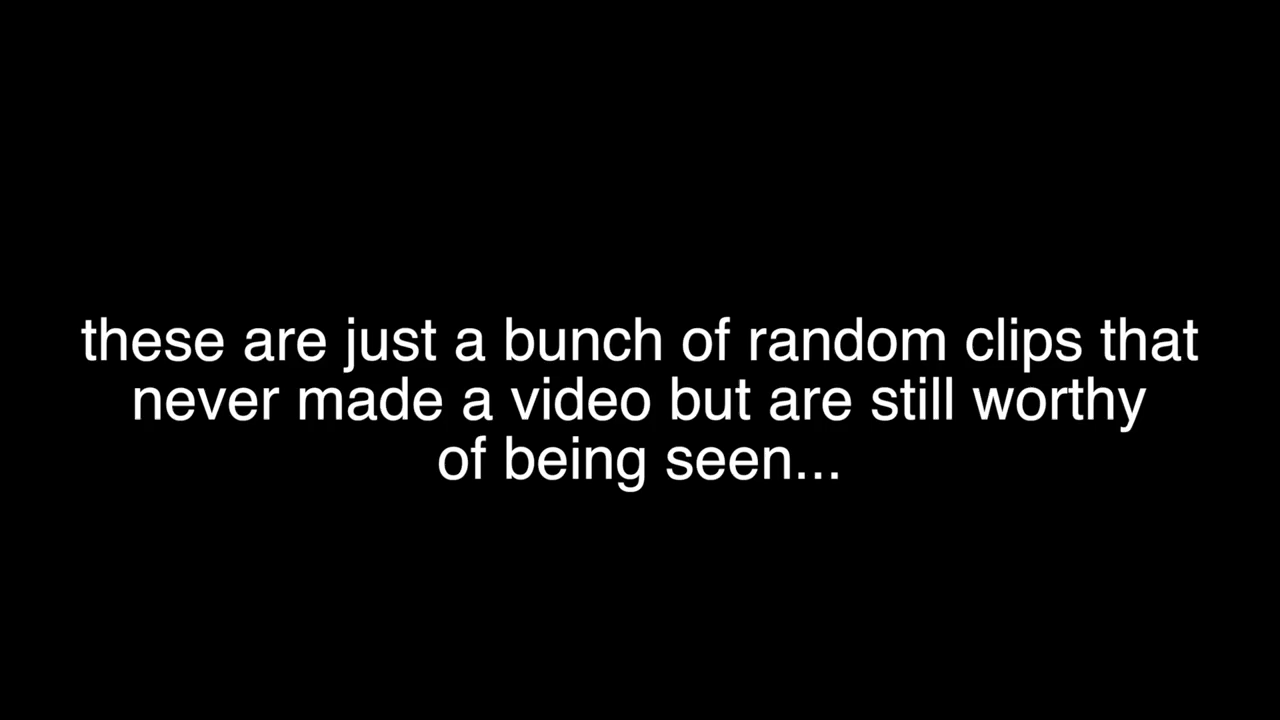 these are just a bunch of random clips that
never made a video but are still worthy
of being seen...